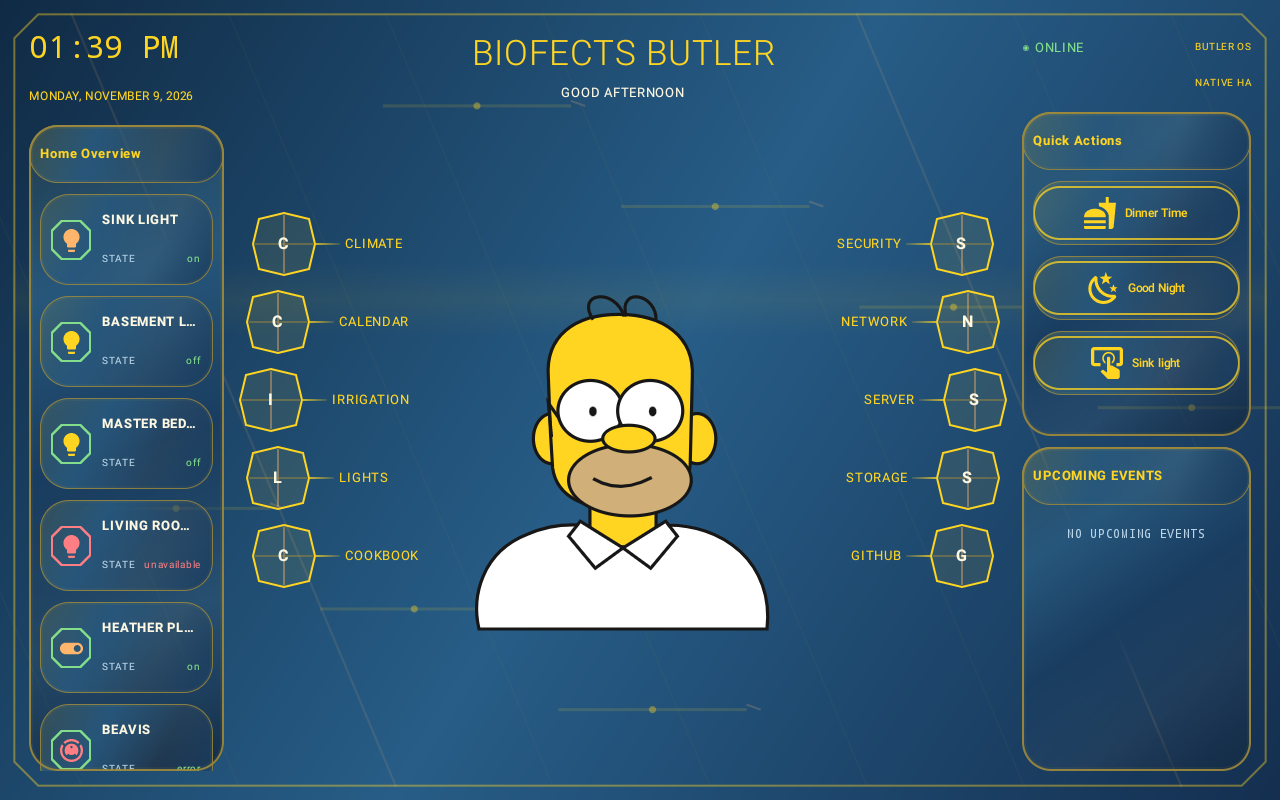 01:39 PM
MONDAY, NOVEMBER 9, 2026
BIOFECTS BUTLER
GOOD AFTERNOON
ONLINE
BUTLER OS
NATIVE HA
Home Overview
SINK LIGHT
STATE on
BASEMENT L...
STATE off
MASTER BED...
STATE off
LIVING ROO...
STATE unavailable
HEATHER PL...
STATE on
BEAVIS
STATE error
C CLIMATE
C CALENDAR
I IRRIGATION
L LIGHTS
C COOKBOOK
SECURITY S
NETWORK N
SERVER S
STORAGE S
GITHUB G
Quick Actions
Dinner Time
Good Night
Sink light
UPCOMING EVENTS
NO UPCOMING EVENTS